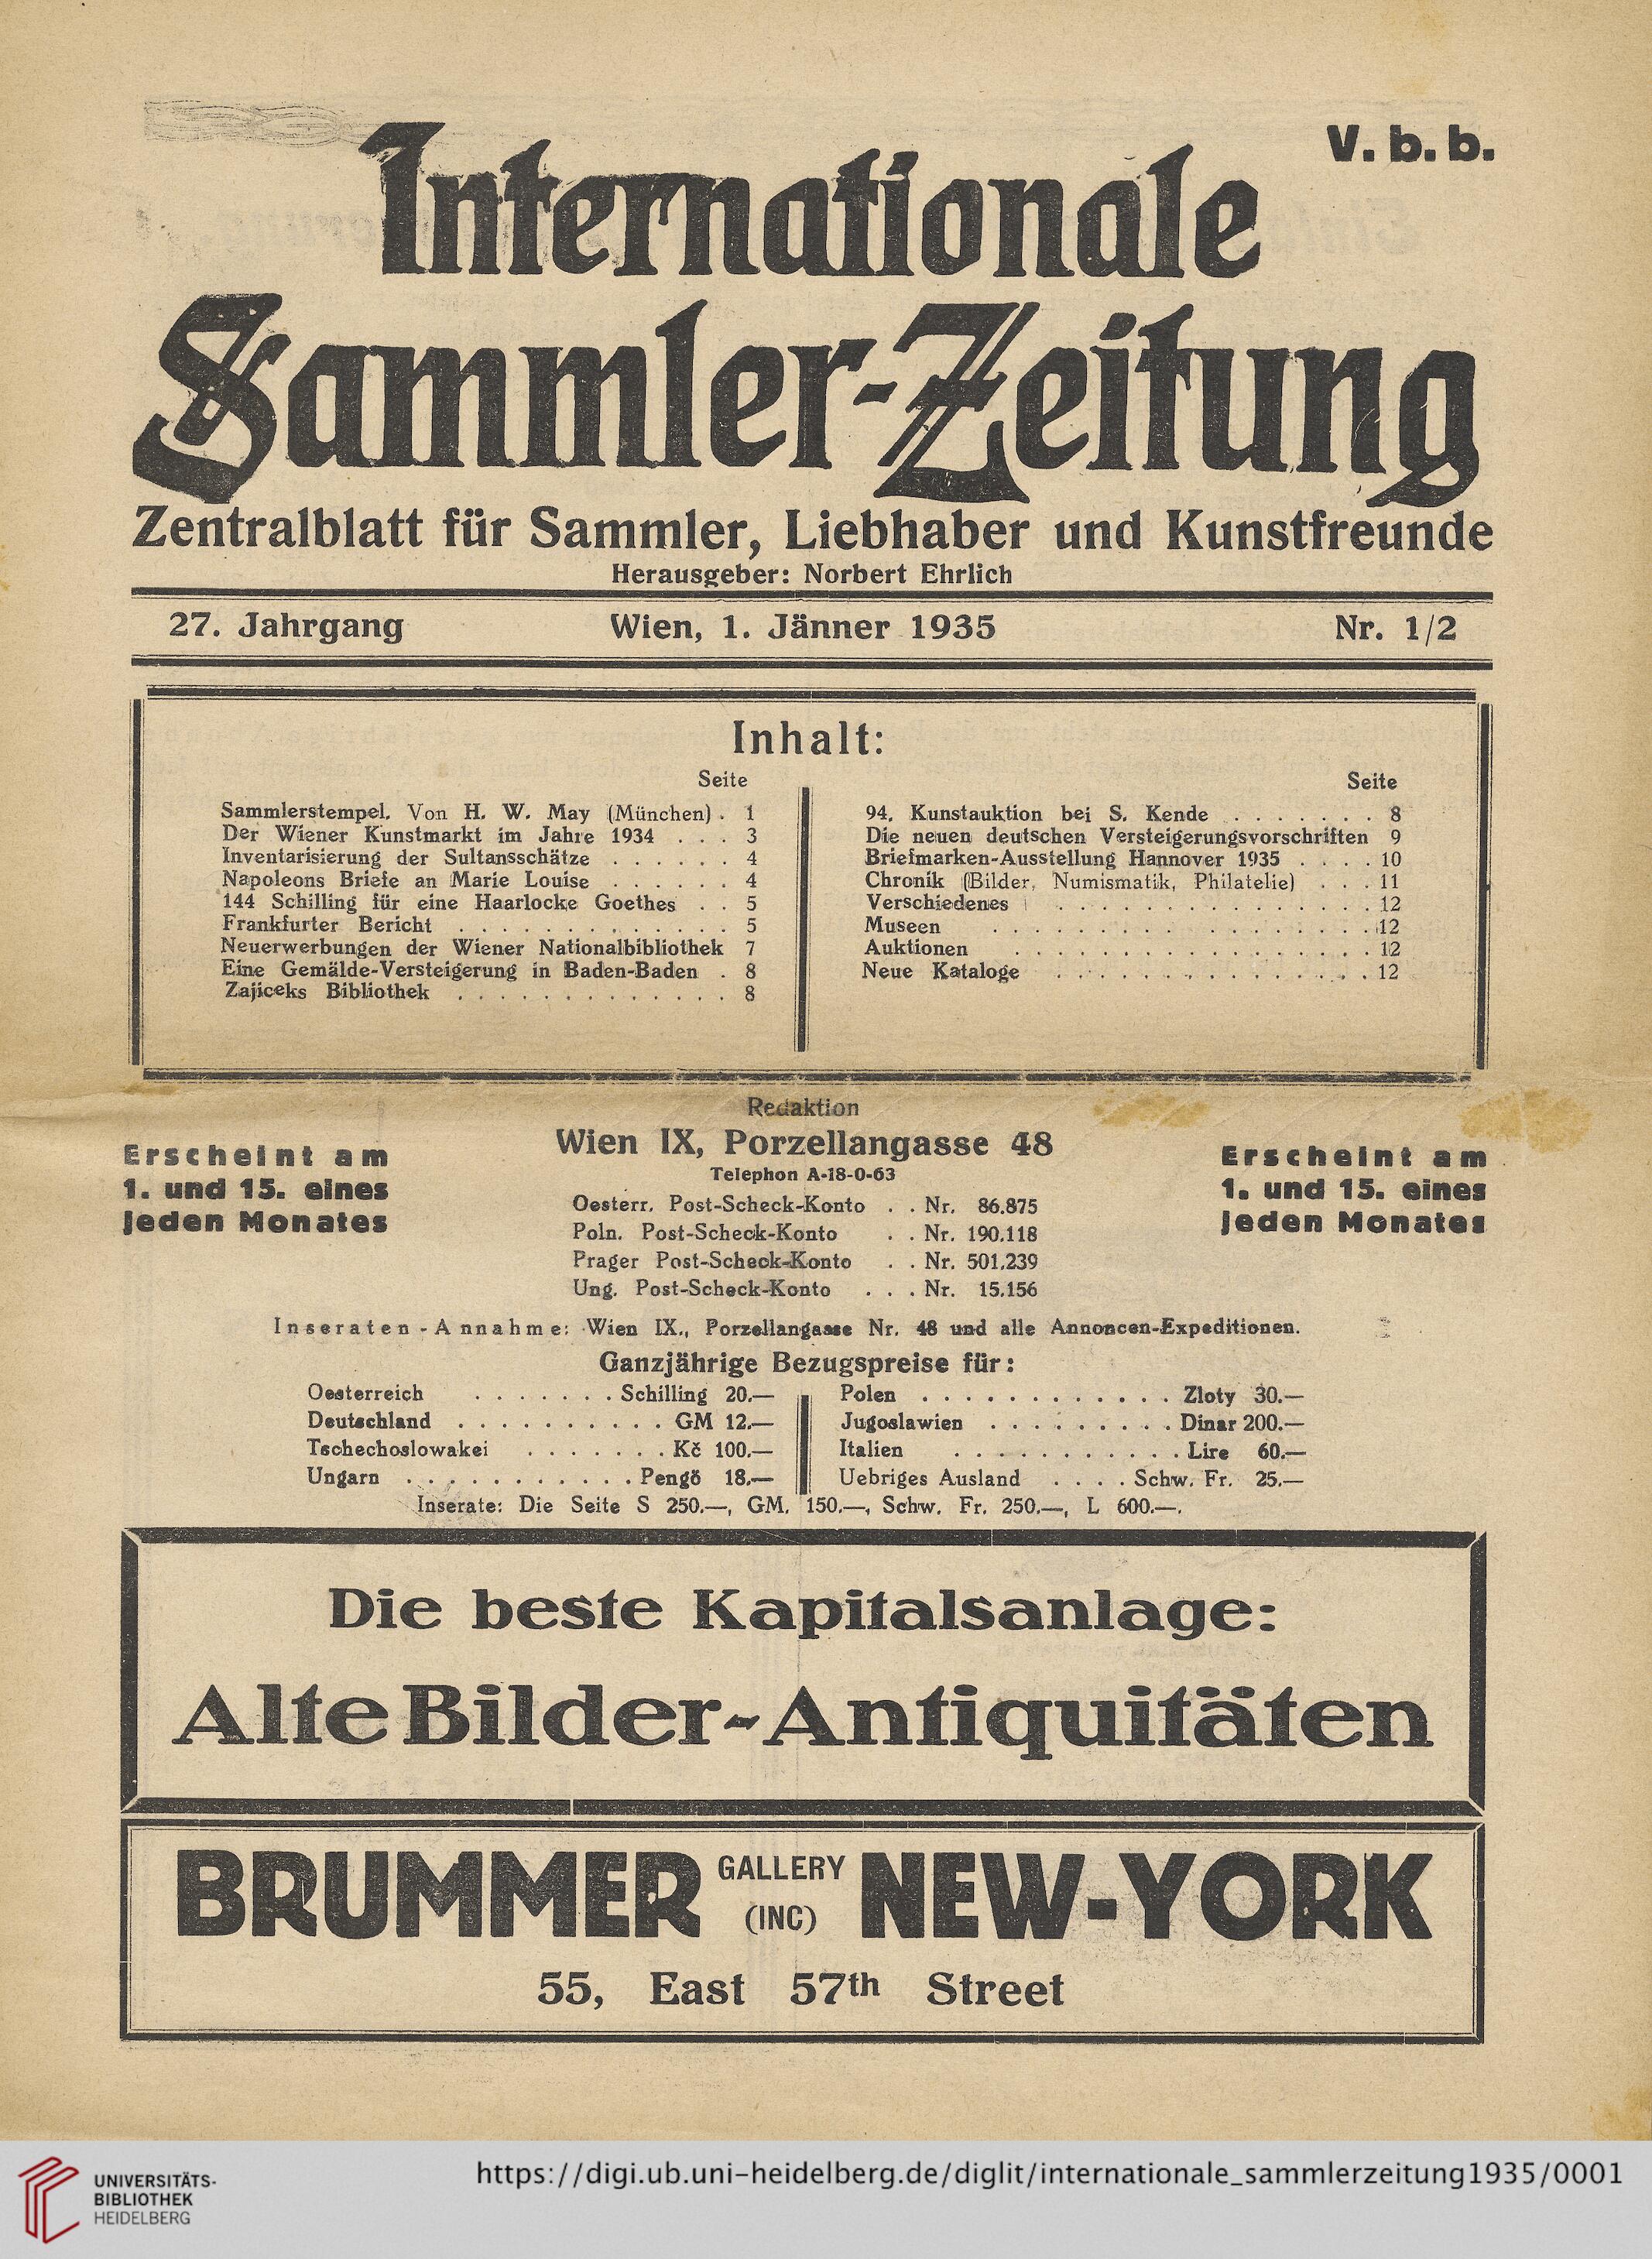 V. b. b.
Internationale
Sammler-Zeitung
Zentralblatt für Sammler, Liebhaber und Kunstfreunde
Herausgeber: Norbert Ehrlich
27. Jahrgang Wien, 1. Jänner 1935 Nr. 1/2
Inhalt:
Seite
Sammlerstempel. Von H. W. May (München) . 1
Der Wiener Kunstmarkt im Jahre 1934 . . . 3
Inventarisierung der Sultansschätze . . . . . . 4
Napoleons Briefe an Marie Louise . . . . . . 4
144 Schilling für eine Haarlocke Goethes . . 5
Frankfurter Bericht . . . . . . . . . . . . . 5
Neuerwerbungen der Wiener Nationalbibliothek 7
Eine Gemälde-Versteigerung in Baden-Baden . 8
Zajiceks Bibliothek . . . . . . . . . . . . . 8
Seite
94. Kunstauktion bei S. Kende . . . . . . . 8
Die neuen deutschen Versteigerungsvorschriften 9
Briefmarken-Ausstellung Hannover 1935 . . . . 10
Chronik (Bilder, Numismatik, Philatelie) . . . 11
Verschiedenes . . . . . . . . . . . . . . . 12
Museen . . . . . . . . . . . . . . . . . . 12
Auktionen . . . . . . . . . . . . . . . . . 12
Neue Kataloge . . . . . . . . . . . . . . . 12
Redaktion
Wien IX, Porzellangasse 48
Telephon A-18-0-63
Erscheint am
1. und 15. eines
jeden Monates
Oesterr. Post-Scheck-Konto . . Nr. 86.875
Poln. Post-Scheck-Konto . . Nr. 190.118
Prager Post-Scheck-Konto . . Nr. 501.239
Ung. Post-Scheck-Konto . . . Nr. 15.156
Erscheint am
1. und 15. eines
jeden Monates
Inseraten-Annahme: Wien IX., Porzellangasse Nr. 48 und alle Annoncen-Expeditionen.
Ganzjährige Bezugspreise für:
Oesterreich . . . . . . . Schilling 20.—
Deutschland . . . . . . . . . . GM 12.—
Tschechoslowakei . . . . . . . Kč 100.—
Ungarn . . . . . . . . . . . Pengö 18.—
Polen . . . . . . . . . . . . Zloty 30.—
Jugoslawien . . . . . . . . . Dinar 200.—
Italien . . . . . . . . . . . Lire 60.—
Uebriges Ausland . . . . Schw. Fr. 25.—
Inserate: Die Seite S 250.—, GM. 150.—, Schw. Fr. 250.—, L 600.—.
Die beste Kapitalsanlage:
Alte Bilder-Antiquitäten
BRUMMER GALLERY (INC) NEW-YORK
55, East 57th Street
UNIVERSITÄTS-
BIBLIOTHEK
HEIDELBERG
https://digi.ub.uni-heidelberg.de/diglit/internationale_sammlerzeitung1935/0001